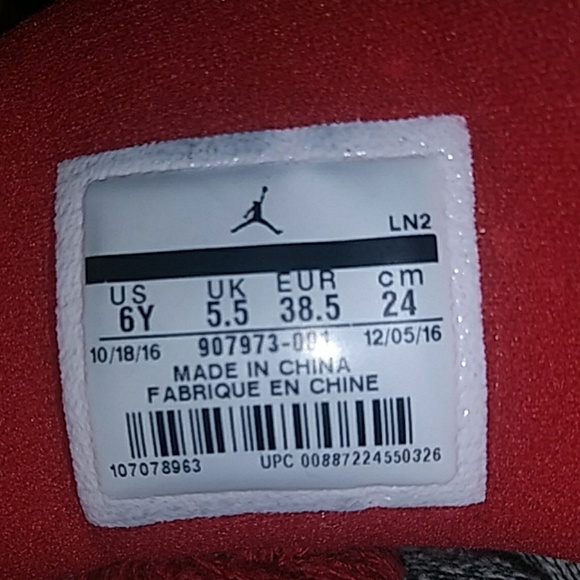 LN2
US UK EUR cm
6Y 5.5 38.5 24
10/18/16 907973-001 12/05/16
MADE IN CHINA
FABRIQUE EN CHINE
107078963 UPC 00887224550326